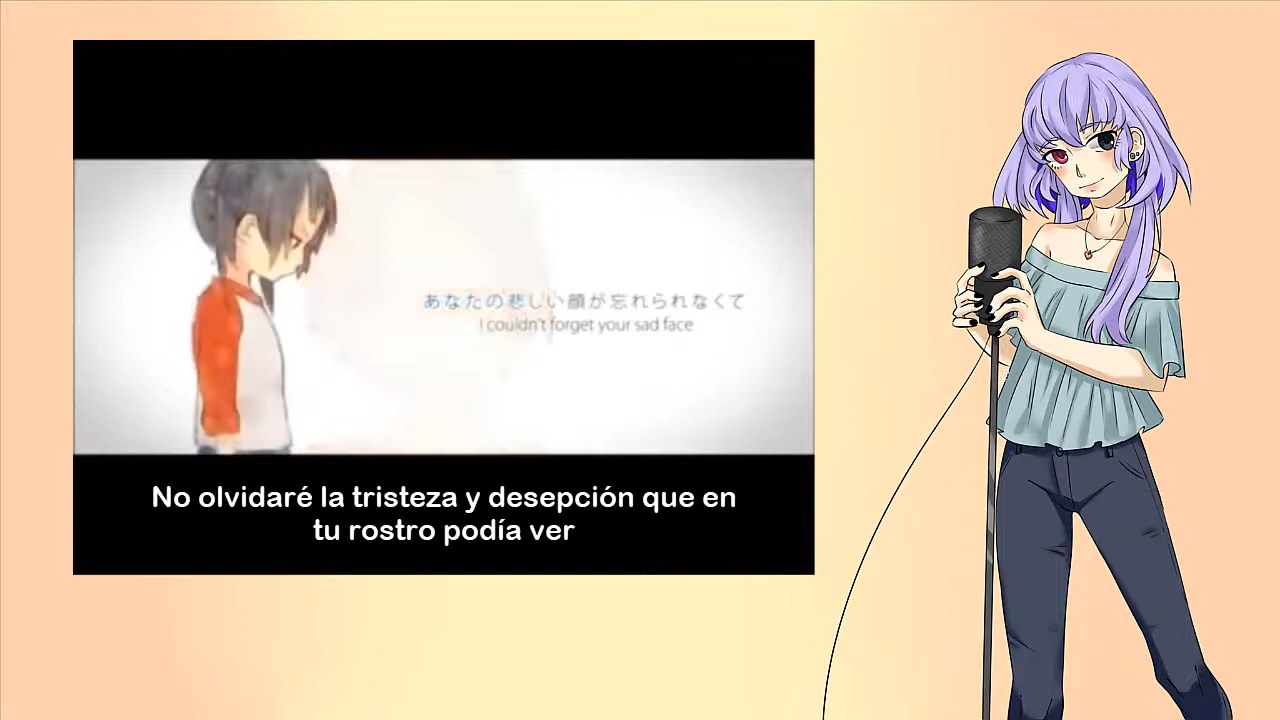 あなたの悲しい顔が忘れられなくて
I couldn't forget your sad face
No olvidaré la tristeza y desepción que en
tu rostro podía ver